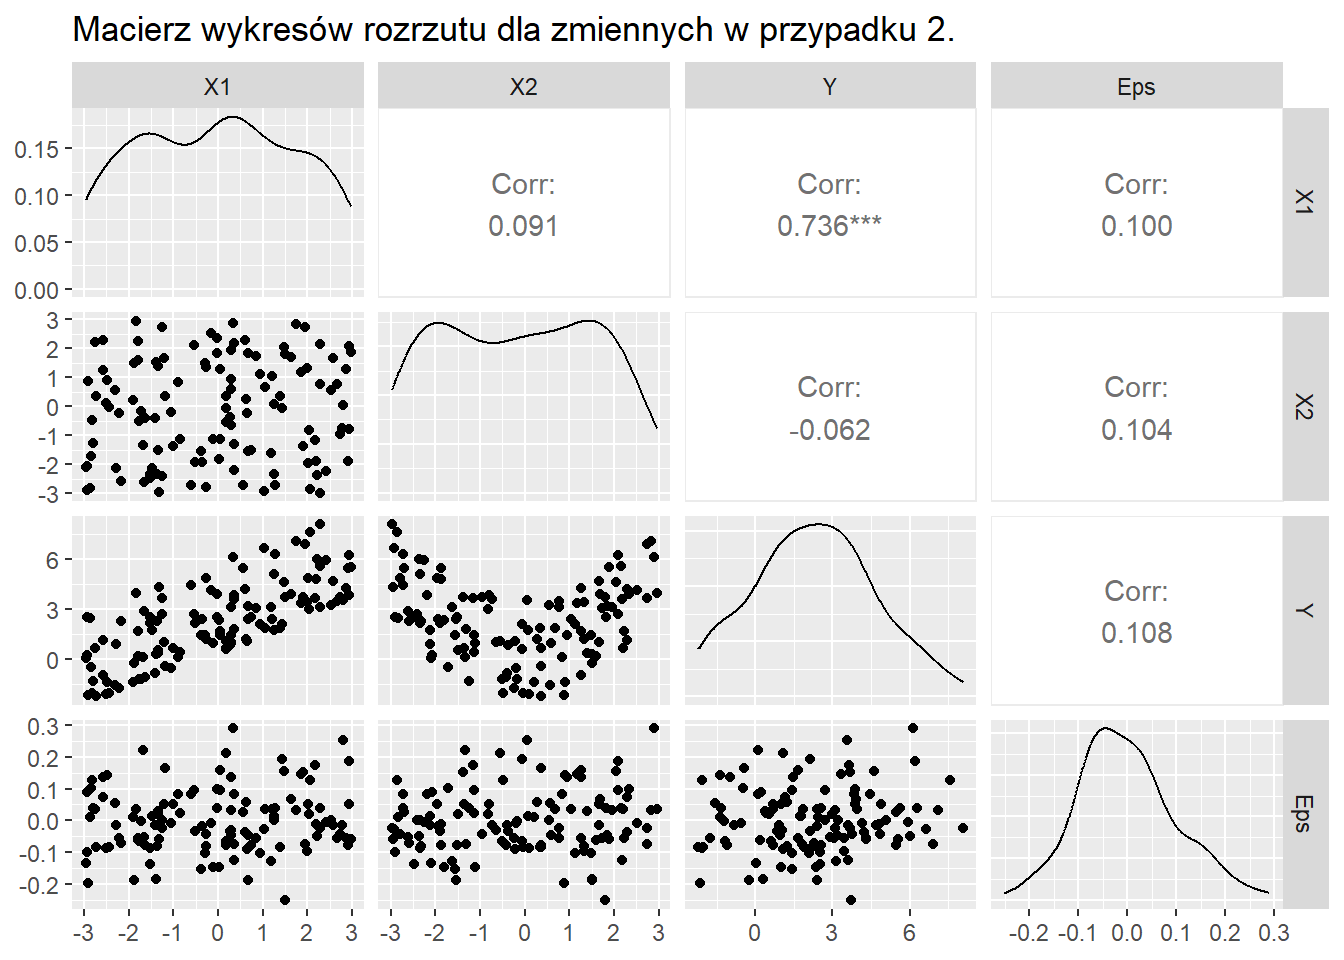 Macierz wykresów rozrzutu dla zmiennych w przypadku 2.
X1 X2 Y Eps
0.15
0.10
0.05
0.00
Corr:
0.091
Corr:
0.736***
Corr:
0.100
X1
3
2
1
0
-1
-2
-3
Corr:
-0.062
Corr:
0.104
X2
6
3
0
Corr:
0.108
Y
0.3
0.2
0.1
0.0
-0.1
-0.2
Eps
-3 -2 -1 0 1 2 3 -3 -2 -1 0 1 2 3 0 3 6 -0.2 -0.1 0.0 0.1 0.2 0.3